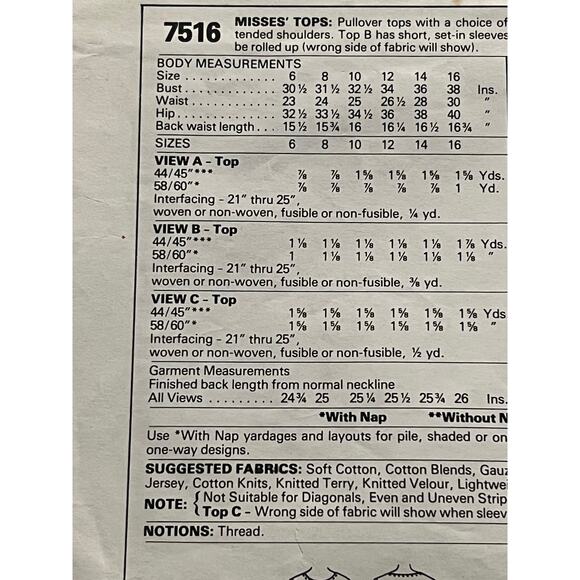 7516 MISSES' TOPS: Pullover tops with a choice of
tended shoulders. Top B has short, set-in sleeves
be rolled up (wrong side of fabric will show).
BODY MEASUREMENTS
Size . . . . . . . . . . . . 6 8 10 12 14 16
Bust . . . . . . . . . . . . 30½ 31½ 32½ 34 36 38 Ins.
Waist . . . . . . . . . . . 23 24 25 26½ 28 30 "
Hip . . . . . . . . . . . . . 32½ 33½ 34½ 36 38 40 "
Back waist length . . . 15½ 15¾ 16 16¼ 16½ 16¾ "
SIZES 6 8 10 12 14 16
VIEW A - Top
44/45"*** ⅞ ⅞ 1⅝ 1⅝ 1⅝ 1⅝ Yds.
58/60"* ⅞ ⅞ ⅞ ⅞ ⅞ 1 Yd.
Interfacing - 21" thru 25",
woven or non-woven, fusible or non-fusible, ¼ yd.
VIEW B - Top
44/45"*** 1⅛ 1⅛ 1⅛ 1⅛ 1⅛ 1⅞ Yds.
58/60"* 1 1⅛ 1⅛ 1⅛ 1⅛ 1⅛ "
Interfacing - 21" thru 25",
woven or non-woven, fusible or non-fusible, ⅜ yd.
VIEW C - Top
44/45"*** 1⅝ 1⅝ 1⅝ 1⅝ 1⅝ 1⅝ Yds
58/60"* 1⅝ 1⅝ 1⅝ 1⅝ 1⅝ 1⅝ "
Interfacing - 21" thru 25",
woven or non-woven, fusible or non-fusible, ½ yd.
Garment Measurements
Finished back length from normal neckline
All Views . . . . . . . . . 24¾ 25 25¼ 25½ 25¾ 26 Ins.
*With Nap **Without N
Use *With Nap yardages and layouts for pile, shaded or on
one-way designs.
SUGGESTED FABRICS: Soft Cotton, Cotton Blends, Gauz
Jersey, Cotton Knits, Knitted Terry, Knitted Velour, Lightwei
NOTE: { Not Suitable for Diagonals, Even and Uneven Strip
Top C - Wrong side of fabric will show when sleev
NOTIONS: Thread.